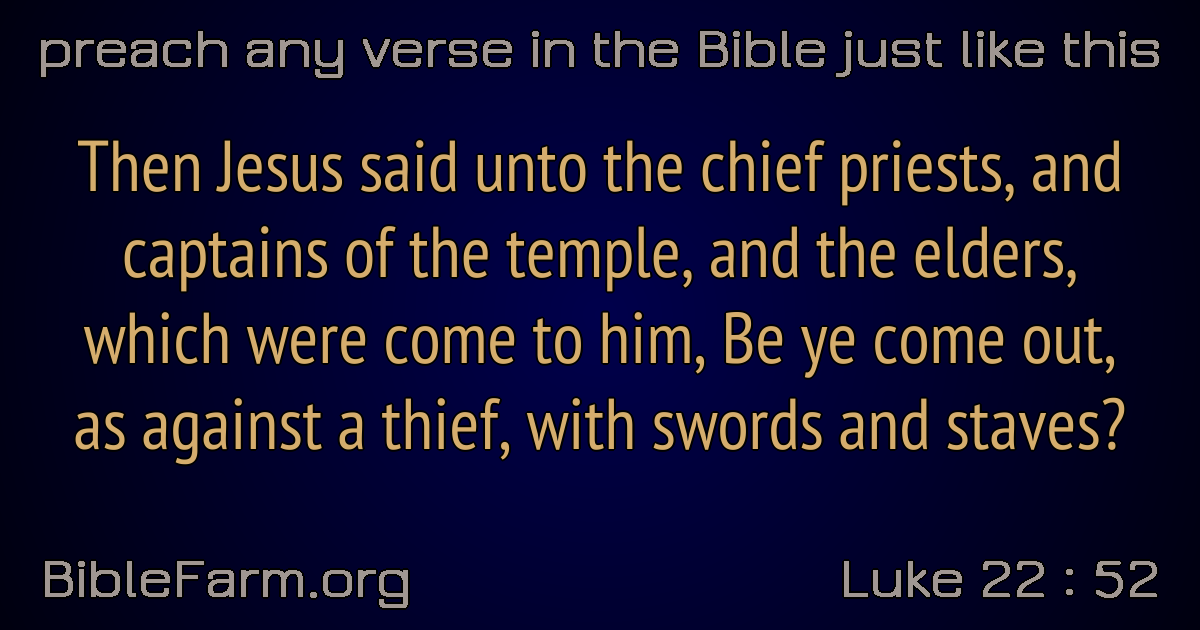 preach any verse in the Bible just like this
Then Jesus said unto the chief priests, and
captains of the temple, and the elders,
which were come to him, Be ye come out,
as against a thief, with swords and staves?
BibleFarm.org
Luke 22 : 52